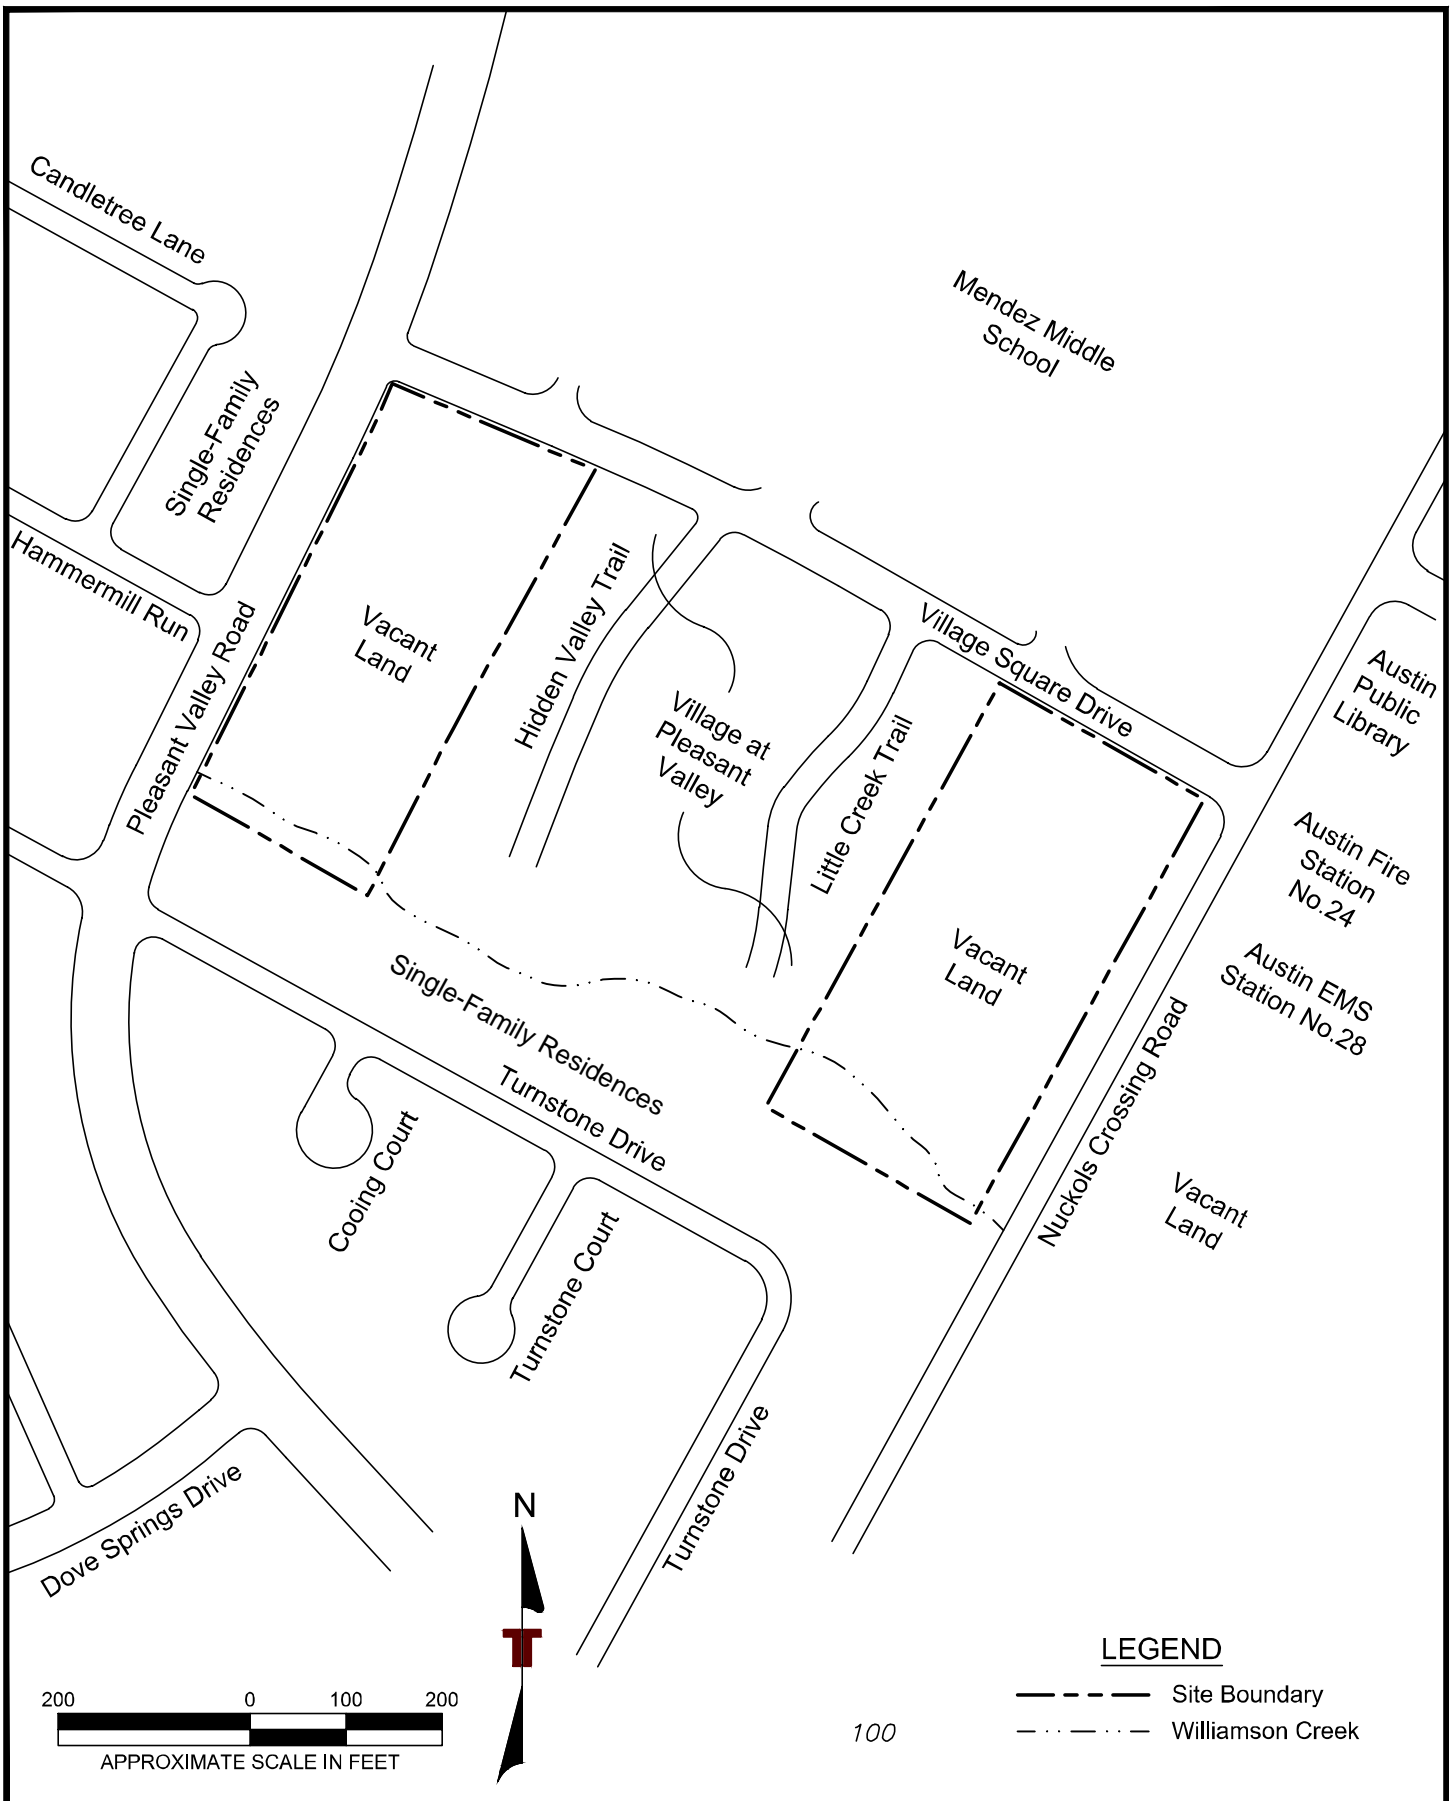 Candletree Lane
Mendez Middle
School
Single-Family
Residences
Hammermill Run
Pleasant Valley Road
Vacant
Land
Hidden Valley Trail
Village at
Pleasant
Valley
Village Square Drive
Little Creek Trail
Austin
Public
Library
Austin Fire
Station
No.24
Austin EMS
Station No.28
Vacant
Land
Single-Family Residences
Turnstone Drive
Nuckols Crossing Road
Vacant
Land
Cooing Court
Turnstone Court
Turnstone Drive
Dove Springs Drive
N
LEGEND
Site Boundary
Williamson Creek
200 0 100 200
APPROXIMATE SCALE IN FEET
100